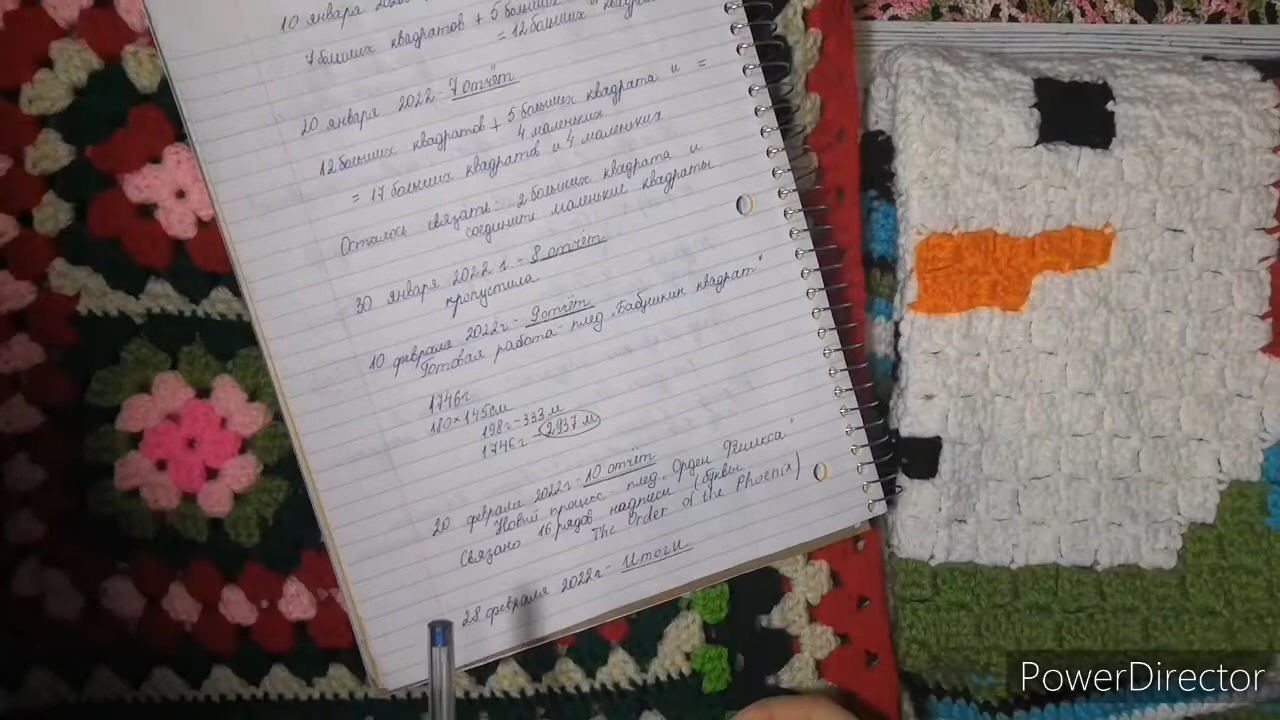 10 января
7 больших квадратов + 5 больших
= 12 больших квадра
20 января 2022 - 7 отчёт
12 больших квадратов + 5 больших квадрата и =
4 маленьких
= 17 больших квадратов и 4 маленьких
Осталось связать: 2 больших квадрата и
соединить маленькие квадраты.
30 января 2022 г. - 8 отчёт
пропустила
10 февраля 2022г - 9 отчёт
Готовая работа - плед „Бабушкин квадрат"
1746г
180 × 145см
198г - 333 м
1746г - 2937 м
20 февраля 2022г - 10 отчёт
Новый процесс - плед „Орден Феникса"
Связано 16 рядов надписи (буквы
The Order of the Phoenix)
28 февраля 2022г - Итоги
PowerDirector